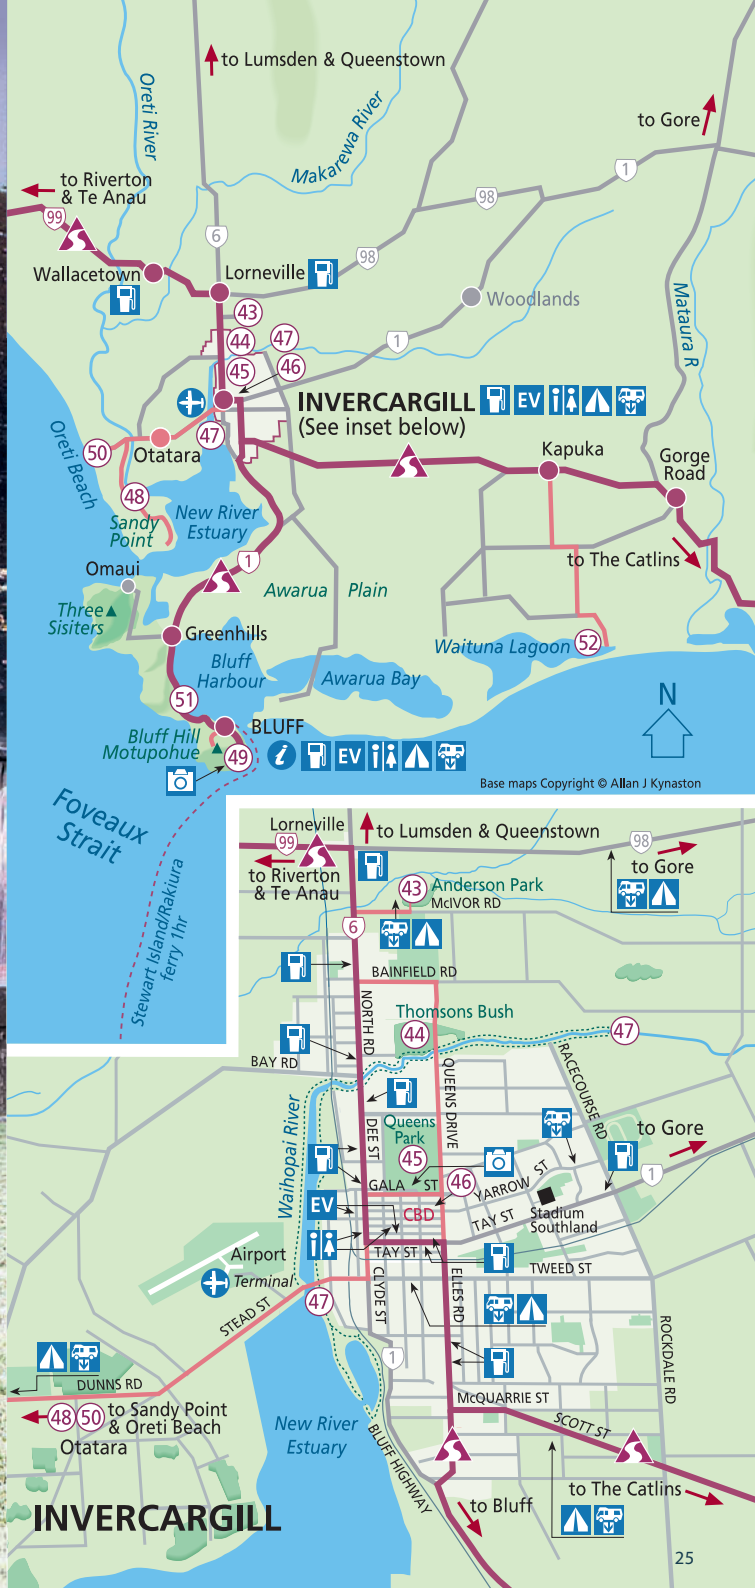 to Lumsden & Queenstown
Oreti River
Makarewa River
to Gore
to Riverton
& Te Anau
99
1
98
6
Wallacetown
Lorneville
98
Woodlands
Mataura R
43
44
47
1
45
46
INVERCARGILL
EV
(See inset below)
47
50
Oreti Beach
Otatara
Kapuka
Gorge
Road
48
Sandy
Point
New River
Estuary
to The Catlins
Omaui
1
Awarua Plain
Three
Sisiters
Greenhills
Waituna Lagoon
52
Bluff
Harbour
Awarua Bay
51
N
BLUFF
Bluff Hill
Motupohue
49
i
EV
Base maps Copyright © Allan J Kynaston
Foveaux
Strait
Stewart Island/Rakiura
ferry 1hr
Lorneville
99
to Lumsden & Queenstown
98
to Riverton
& Te Anau
to Gore
43
Anderson Park
McIVOR RD
6
BAINFIELD RD
NORTH RD
Thomsons Bush
44
47
BAY RD
QUEENS DRIVE
RACECOURSE RD
Waihopai River
DEE ST
Queens
Park
45
to Gore
GALA ST
46
YARROW ST
1
EV
CBD
TAY ST
Stadium
Southland
Airport
TAY ST
Terminal
TWEED ST
CLYDE ST
ELLES RD
47
STEAD ST
ROCKDALE RD
1
DUNNS RD
McQUARRIE ST
48
50
to Sandy Point
& Oreti Beach
SCOTT ST
Otatara
New River
Estuary
BLUFF HIGHWAY
to The Catlins
to Bluff
INVERCARGILL
25